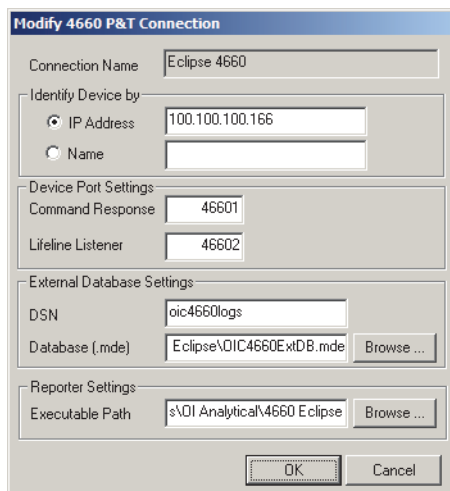 Modify 4660 P&T Connection
Connection Name Eclipse 4660
Identify Device by
IP Address 100.100.100.166
Name
Device Port Settings
Command Response 46601
Lifeline Listener 46602
External Database Settings
DSN oic4660logs
Database (.mde) Eclipse\OIC4660ExtDB.mde Browse ...
Reporter Settings
Executable Path s\OI Analytical\4660 Eclipse Browse ...
OK Cancel